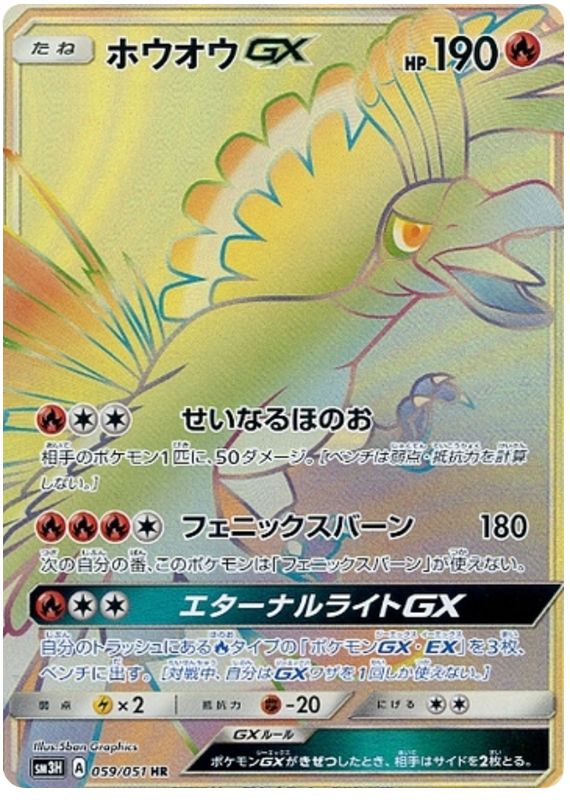 たね ホウオウGX HP 190
せいなるほのお
相手のポケモン1匹に、50ダメージ。[ベンチは弱点・抵抗力を計算
しない。]
フェニックスバーン 180
次の自分の番、このポケモンは「フェニックスバーン」が使えない。
エターナルライトGX
自分のトラッシュにあるタイプの「ポケモンGX・EX」を3枚、
ベンチに出す。[対戦中、自分はGXワザを1回しか使えない。]
弱点 ×2 抵抗力 -20 にげる
Illus.5ban Graphics
GXルール
SM3H A 059/051 HR
ポケモンGXがきぜつしたとき、相手はサイドを2枚とる。